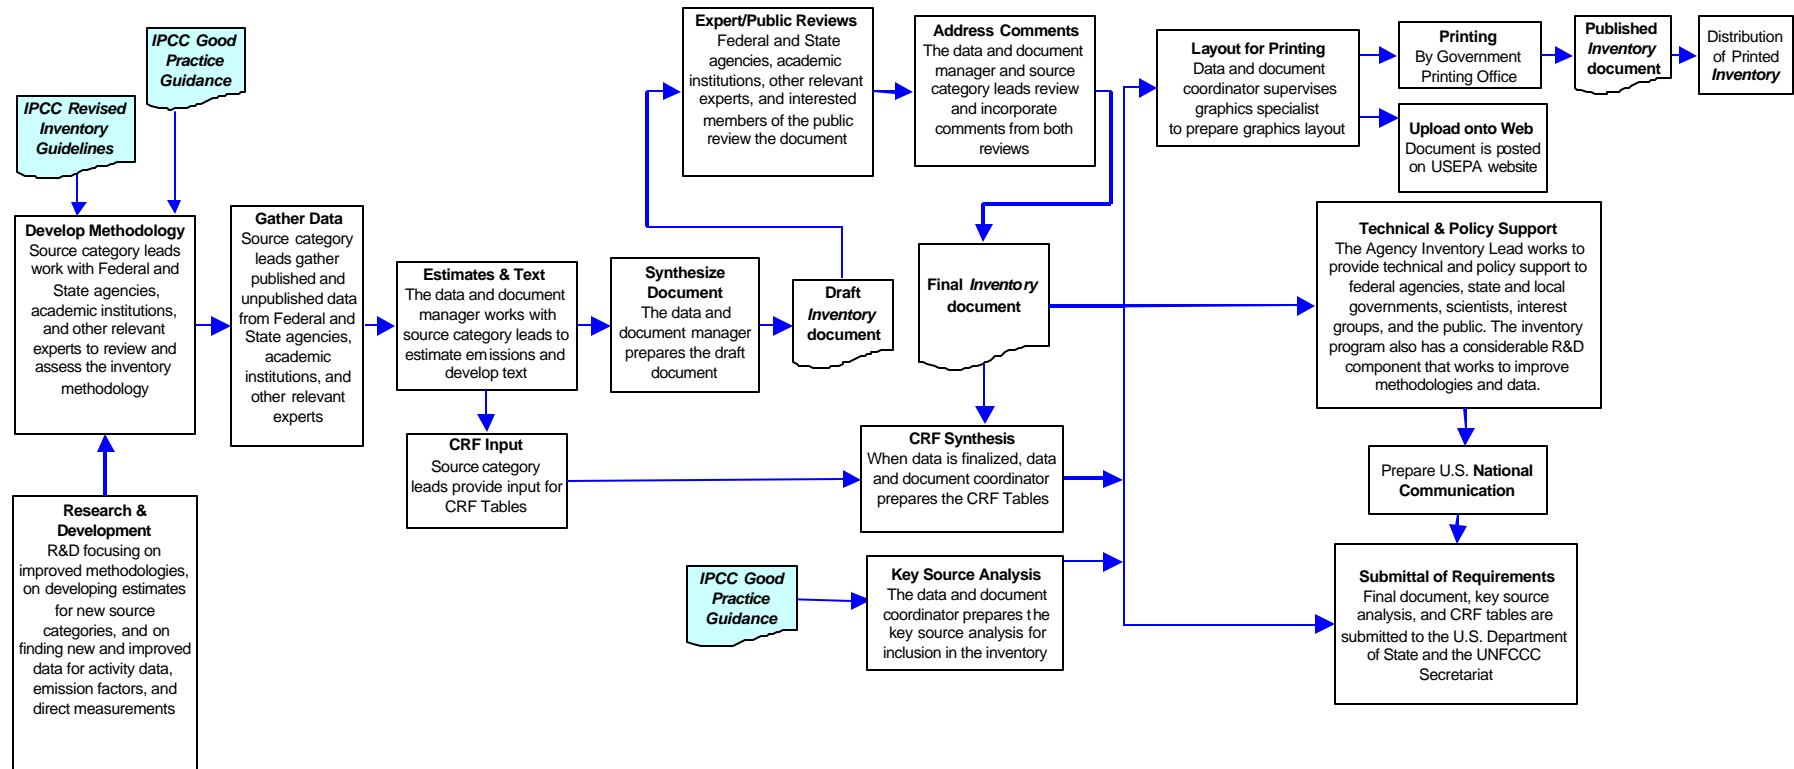 IPCC Good
Practice
Guidance
IPCC Revised
Inventory
Guidelines
Develop Methodology
Source category leads
work with Federal and
State agencies,
academic institutions,
and other relevant
experts to review and
assess the inventory
methodology
Research &
Development
R&D focusing on
improved methodologies,
on developing estimates
for new source
categories, and on
finding new and improved
data for activity data,
emission factors, and
direct measurements
Gather Data
Source category
leads gather
published and
unpublished data
from Federal and
State agencies,
academic
institutions, and
other relevant
experts
Estimates & Text
The data and document
manager works with
source category leads to
estimate emissions and
develop text
CRF Input
Source category
leads provide input for
CRF Tables
Synthesize
Document
The data and
document manager
prepares the draft
document
Draft
Inventory
document
Expert/Public Reviews
Federal and State
agencies, academic
institutions, other relevant
experts, and interested
members of the public
review the document
Address Comments
The data and document
manager and source
category leads review
and incorporate
comments from both
reviews
Final Inventory
document
CRF Synthesis
When data is finalized, data
and document coordinator
prepares the CRF Tables
IPCC Good
Practice
Guidance
Key Source Analysis
The data and document
coordinator prepares the
key source analysis for
inclusion in the inventory
Layout for Printing
Data and document
coordinator supervises
graphics specialist
to prepare graphics layout
Printing
By Government
Printing Office
Published
Inventory
document
Distribution
of Printed
Inventory
Upload onto Web
Document is posted
on USEPA website
Technical & Policy Support
The Agency Inventory Lead works to
provide technical and policy support to
federal agencies, state and local
governments, scientists, interest
groups, and the public. The inventory
program also has a considerable R&D
component that works to improve
methodologies and data.
Prepare U.S. National
Communication
Submittal of Requirements
Final document, key source
analysis, and CRF tables are
submitted to the U.S. Department
of State and the UNFCCC
Secretariat